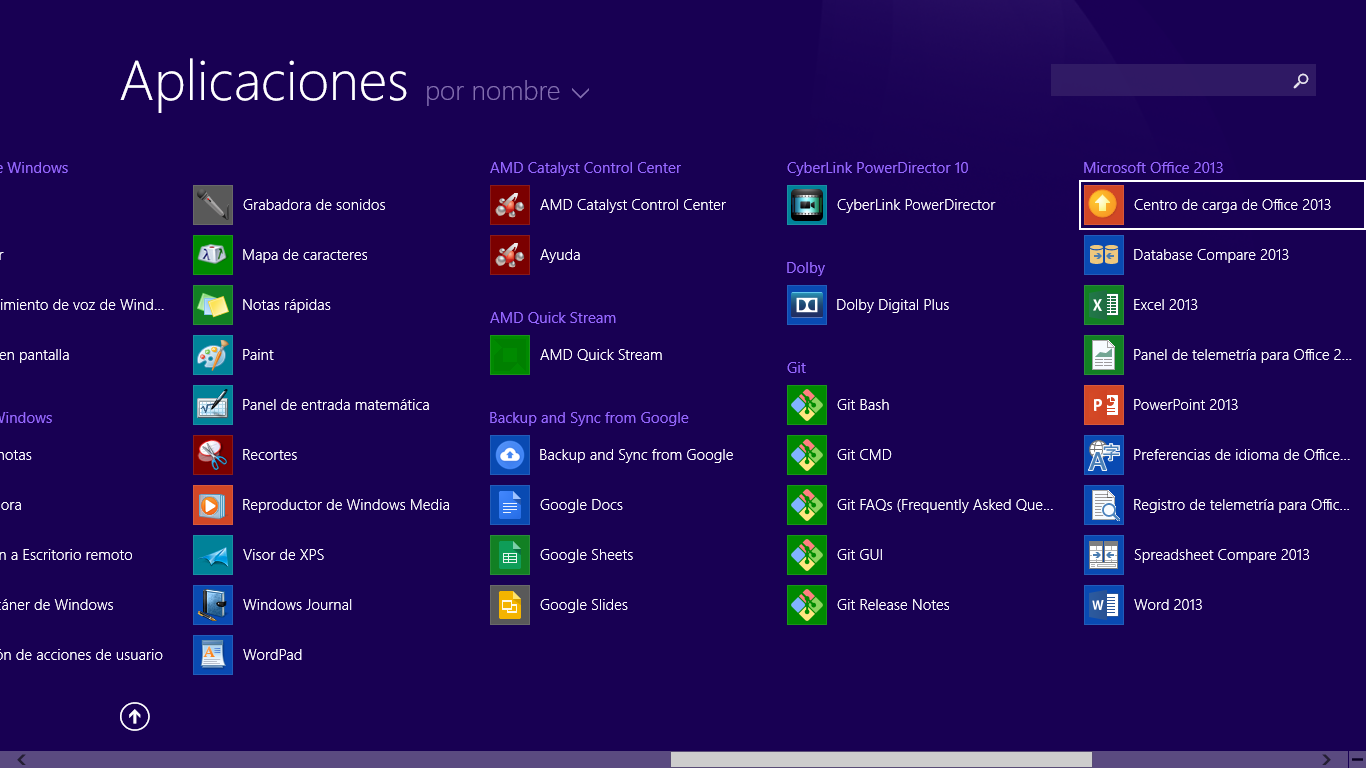 Aplicaciones por nombre
e Windows
r
imiento de voz de Wind...
en pantalla
Windows
notas
ora
n a Escritorio remoto
táner de Windows
ón de acciones de usuario
Grabadora de sonidos
Mapa de caracteres
Notas rápidas
Paint
Panel de entrada matemática
Recortes
Reproductor de Windows Media
Visor de XPS
Windows Journal
WordPad
AMD Catalyst Control Center
AMD Catalyst Control Center
Ayuda
AMD Quick Stream
AMD Quick Stream
Backup and Sync from Google
Backup and Sync from Google
Google Docs
Google Sheets
Google Slides
CyberLink PowerDirector 10
CyberLink PowerDirector
Dolby
Dolby Digital Plus
Git
Git Bash
Git CMD
Git FAQs (Frequently Asked Que...
Git GUI
Git Release Notes
Microsoft Office 2013
Centro de carga de Office 2013
Database Compare 2013
Excel 2013
Panel de telemetría para Office 2...
PowerPoint 2013
Preferencias de idioma de Office...
Registro de telemetría para Offic...
Spreadsheet Compare 2013
Word 2013